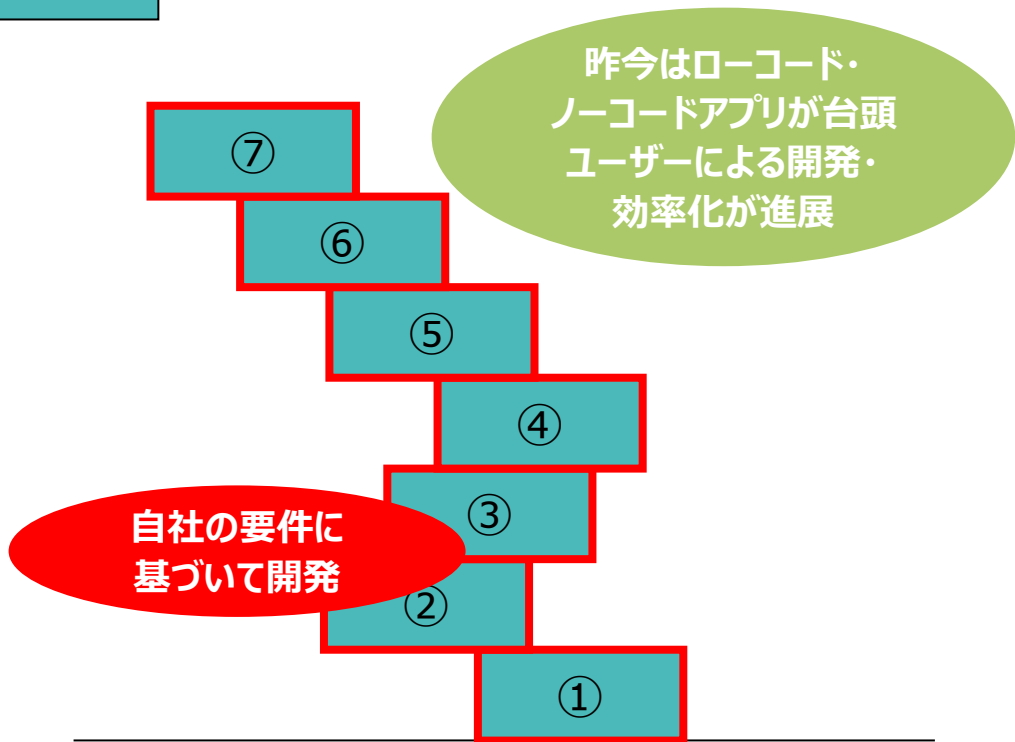 昨今はローコード・
ノーコードアプリが台頭
ユーザーによる開発・
効率化が進展
⑦
⑥
⑤
④
③
自社の要件に
基づいて開発
②
①